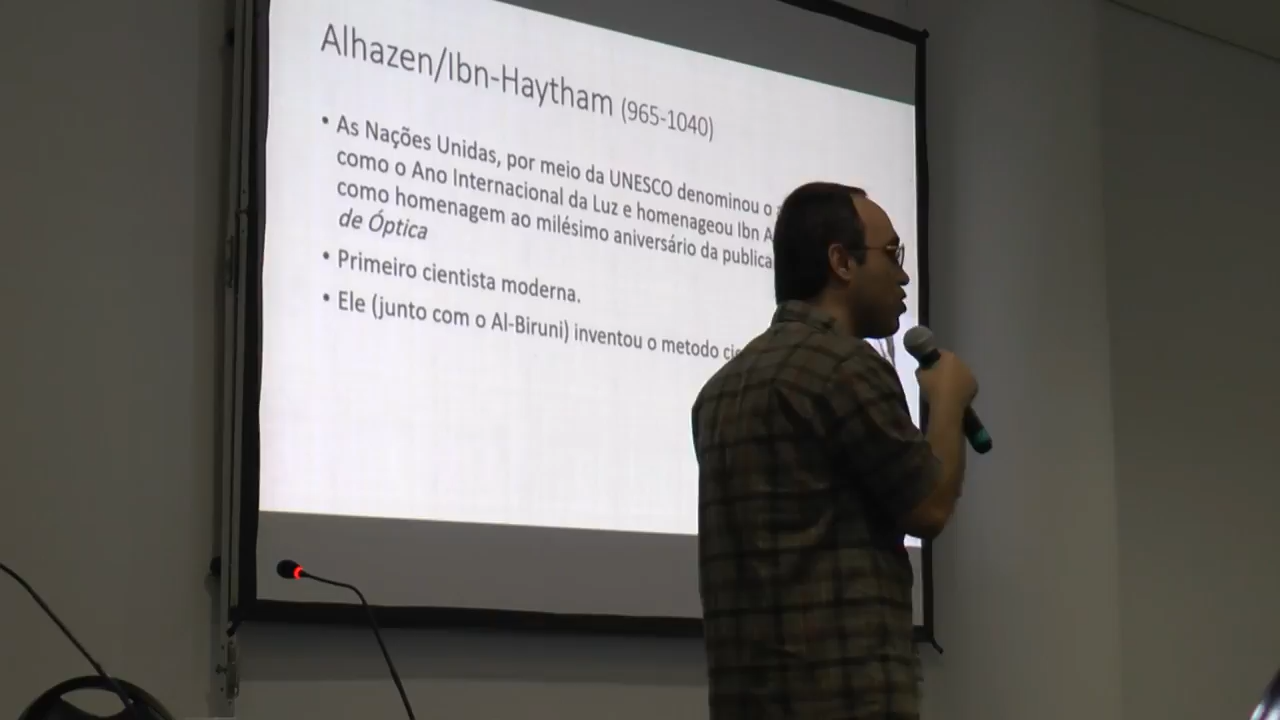 Alhazen/Ibn-Haytham (965-1040)
• As Nações Unidas, por meio da UNESCO denominou o
como o Ano Internacional da Luz e homenageou Ibn A
como homenagem ao milésimo aniversário da publica
de Óptica
• Primeiro cientista moderna.
• Ele (junto com o Al-Biruni) inventou o metodo